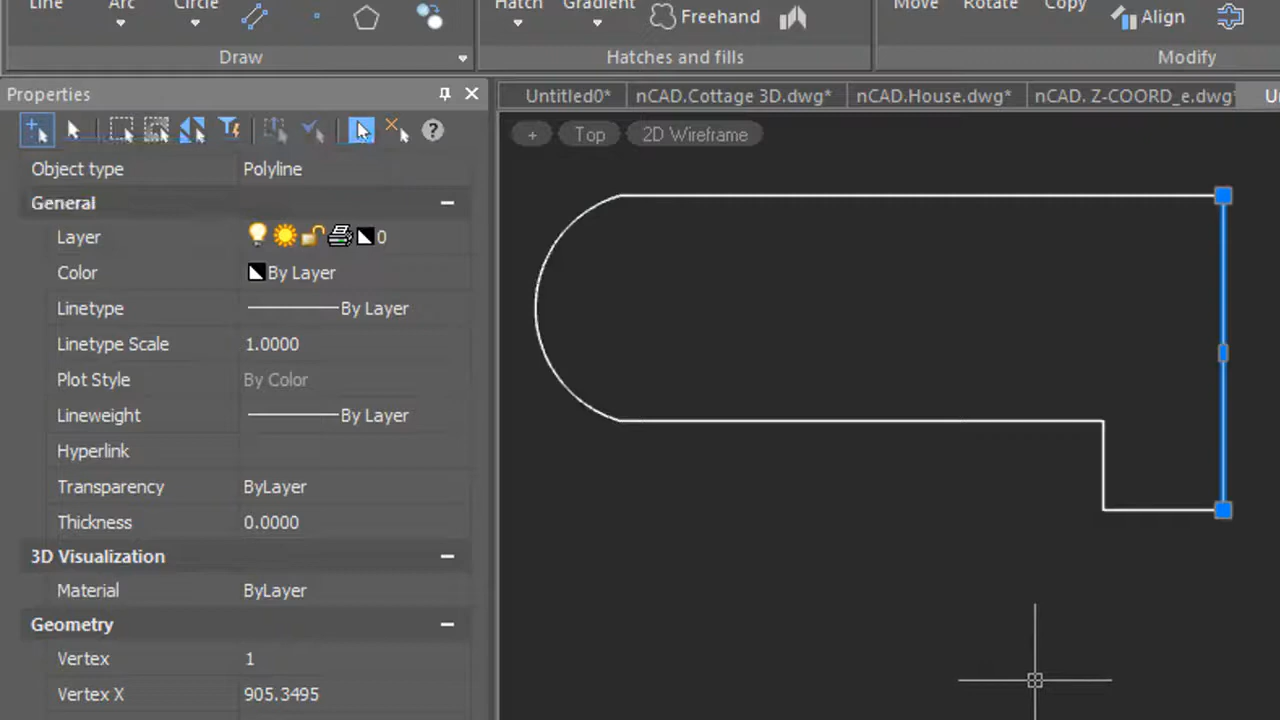 Line Arc Circle Hatch Gradient Freehand Move Rotate Copy Align
Draw Hatches and fills Modify
Properties
Untitled0* nCAD.Cottage 3D.dwg* nCAD.House.dwg* nCAD. Z-COORD_e.dwg*
+ Top 2D Wireframe
Object type Polyline
General
Layer 0
Color By Layer
Linetype By Layer
Linetype Scale 1.0000
Plot Style By Color
Lineweight By Layer
Hyperlink
Transparency ByLayer
Thickness 0.0000
3D Visualization
Material ByLayer
Geometry
Vertex 1
Vertex X 905.3495